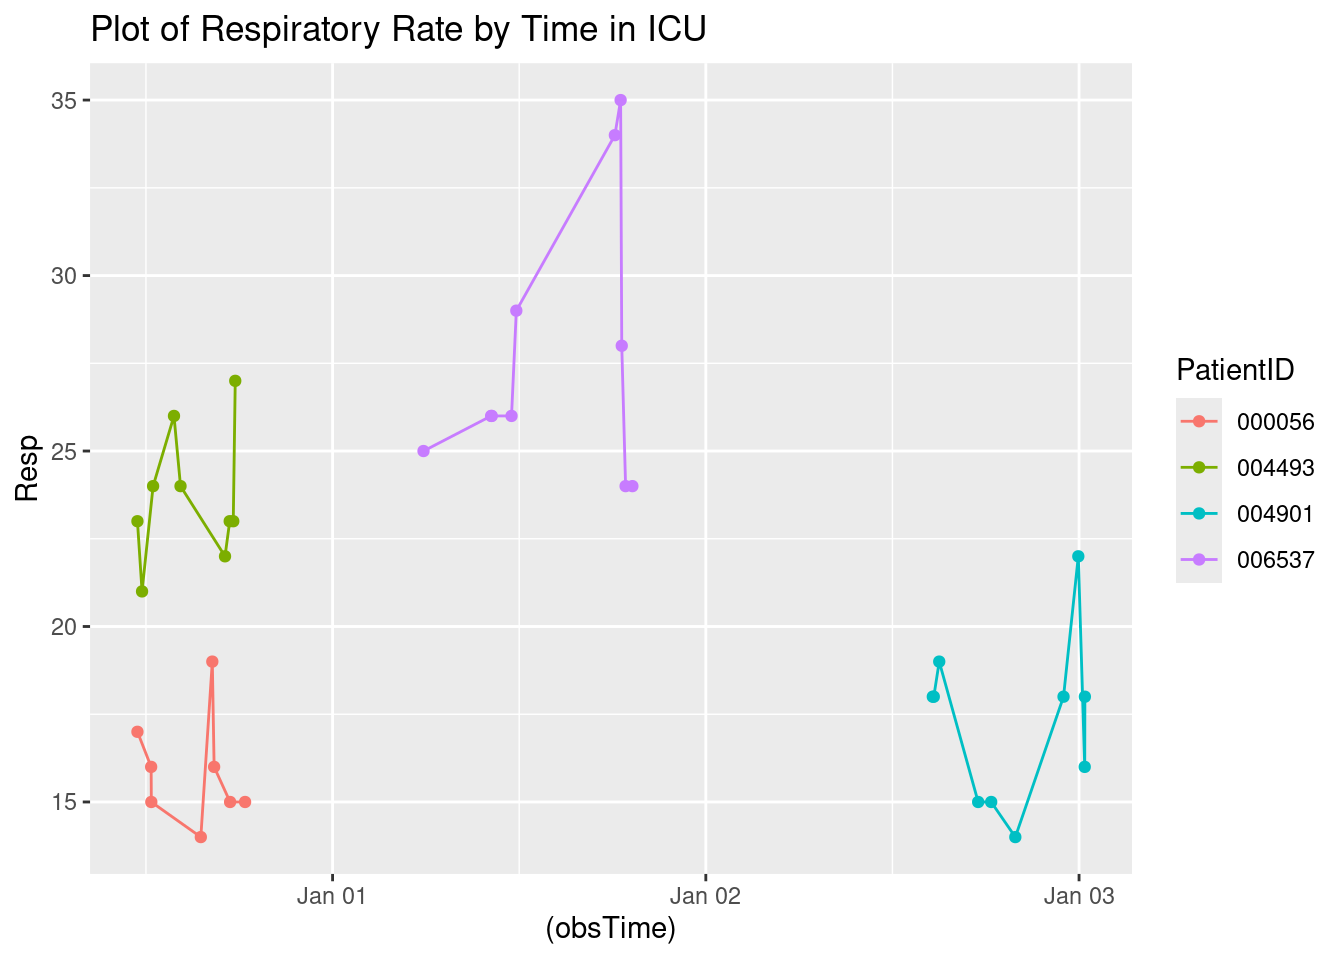 Plot of Respiratory Rate by Time in ICU
35
30
25
20
15
Resp
Jan 01
Jan 02
Jan 03
(obsTime)
PatientID
000056
004493
004901
006537